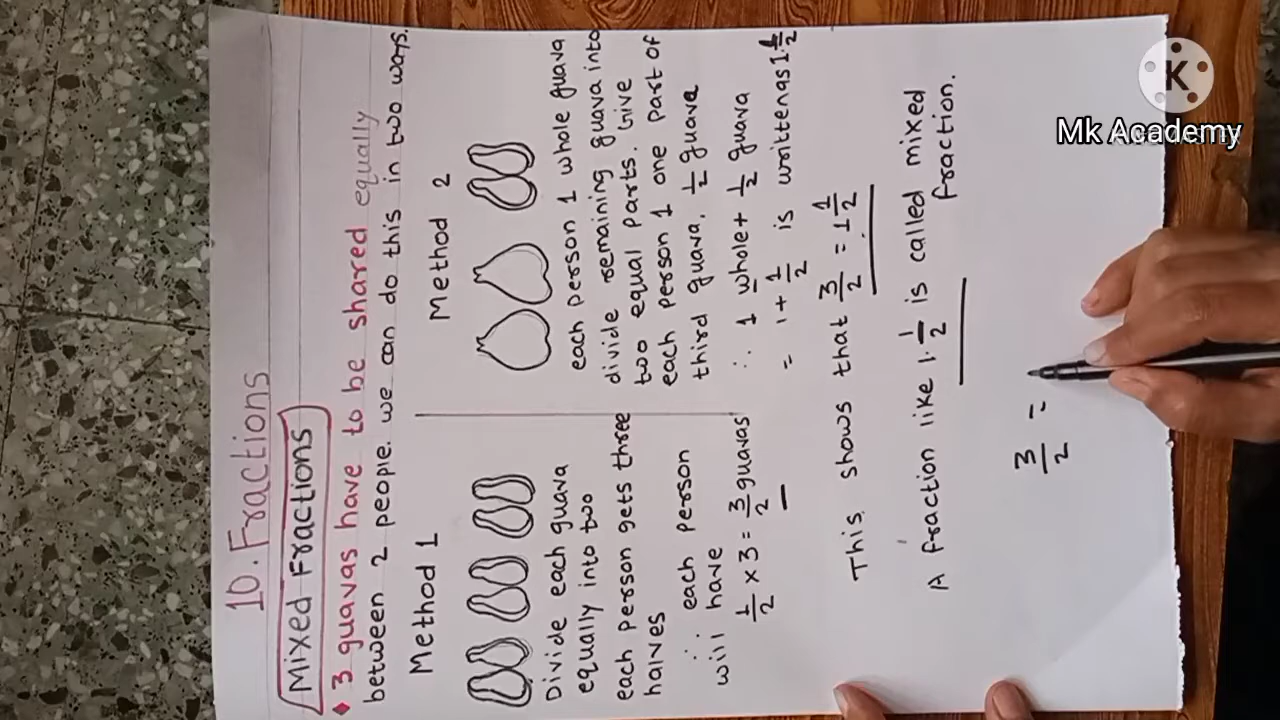 10. Fractions
Mixed Fractions
♦ 3 guavas have to be shared equally
between 2 people. we can do this in two ways.
Method 1
Divide each guava
equally into two
each person gets three
halves
∴ each person
will have
1/2 × 3 = 3/2 guavas
Method 2
each person 1 whole guava
divide remaining guava into
two equal parts. Give
each person 1 one part of
third guava, 1/2 guava
∴ 1 whole + 1/2 guava
= 1 + 1/2 is written as 1 1/2
This shows that 3/2 = 1 1/2
A fraction like 1 1/2 is called mixed
fraction.
3/2 =
K
Mk Academy